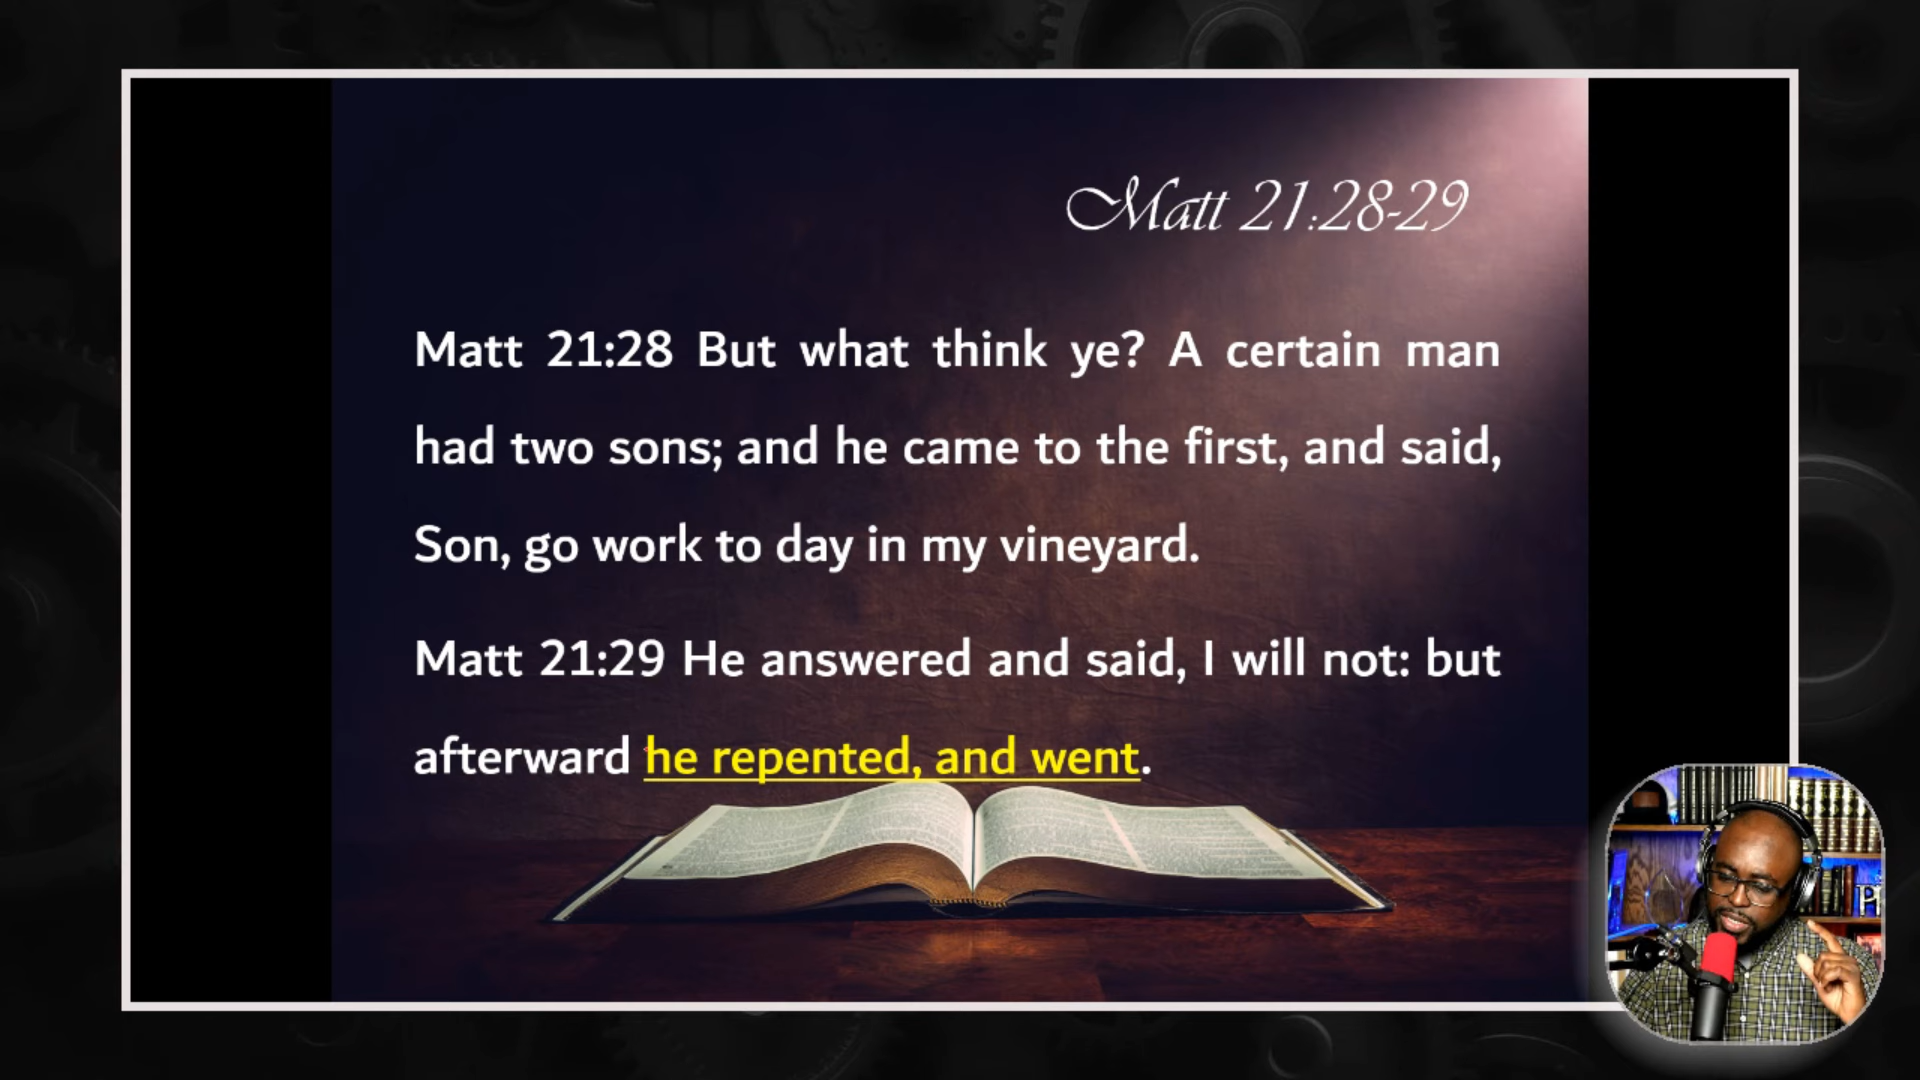 Matt 21:28-29
Matt 21:28 But what think ye? A certain man
had two sons; and he came to the first, and said,
Son, go work to day in my vineyard.
Matt 21:29 He answered and said, I will not: but
afterward he repented, and went.